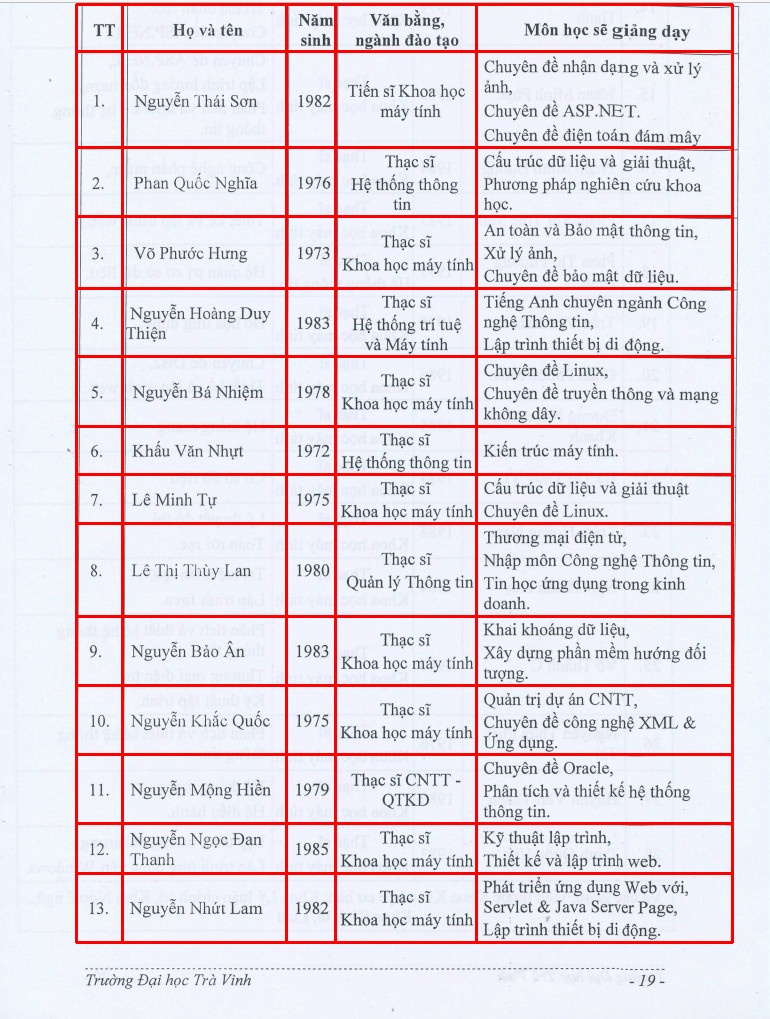 TT Họ và tên Năm sinh Văn bằng, ngành đào tạo Môn học sẽ giảng dạy
1. Nguyễn Thái Sơn 1982 Tiến sĩ Khoa học máy tính Chuyên đề nhận dạng và xử lý ảnh,
Chuyên đề ASP.NET.
Chuyên đề điện toán đám mây
2. Phan Quốc Nghĩa 1976 Thạc sĩ Hệ thống thông tin Cấu trúc dữ liệu và giải thuật,
Phương pháp nghiên cứu khoa học.
3. Võ Phước Hưng 1973 Thạc sĩ Khoa học máy tính An toàn và Bảo mật thông tin,
Xử lý ảnh,
Chuyên đề bảo mật dữ liệu.
4. Nguyễn Hoàng Duy Thiện 1983 Thạc sĩ Hệ thống trí tuệ và Máy tính Tiếng Anh chuyên ngành Công nghệ Thông tin,
Lập trình thiết bị di động.
5. Nguyễn Bá Nhiệm 1978 Thạc sĩ Khoa học máy tính Chuyên đề Linux,
Chuyên đề truyền thông và mạng không dây.
6. Khấu Văn Nhựt 1972 Thạc sĩ Hệ thống thông tin Kiến trúc máy tính.
7. Lê Minh Tự 1975 Thạc sĩ Khoa học máy tính Cấu trúc dữ liệu và giải thuật
Chuyên đề Linux.
8. Lê Thị Thùy Lan 1980 Thạc sĩ Quản lý Thông tin Thương mại điện tử,
Nhập môn Công nghệ Thông tin,
Tin học ứng dụng trong kinh doanh.
9. Nguyễn Bảo Ân 1983 Thạc sĩ Khoa học máy tính Khai khoáng dữ liệu,
Xây dựng phần mềm hướng đối tượng.
10. Nguyễn Khắc Quốc 1975 Thạc sĩ Khoa học máy tính Quản trị dự án CNTT,
Chuyên đề công nghệ XML & Ứng dụng.
11. Nguyễn Mộng Hiền 1979 Thạc sĩ CNTT - QTKD Chuyên đề Oracle,
Phân tích và thiết kế hệ thống thông tin.
12. Nguyễn Ngọc Đan Thanh 1985 Thạc sĩ Khoa học máy tính Kỹ thuật lập trình,
Thiết kế và lập trình web.
13. Nguyễn Nhứt Lam 1982 Thạc sĩ Khoa học máy tính Phát triển ứng dụng Web với, Servlet & Java Server Page,
Lập trình thiết bị di động.
Trường Đại học Trà Vinh - 19 -